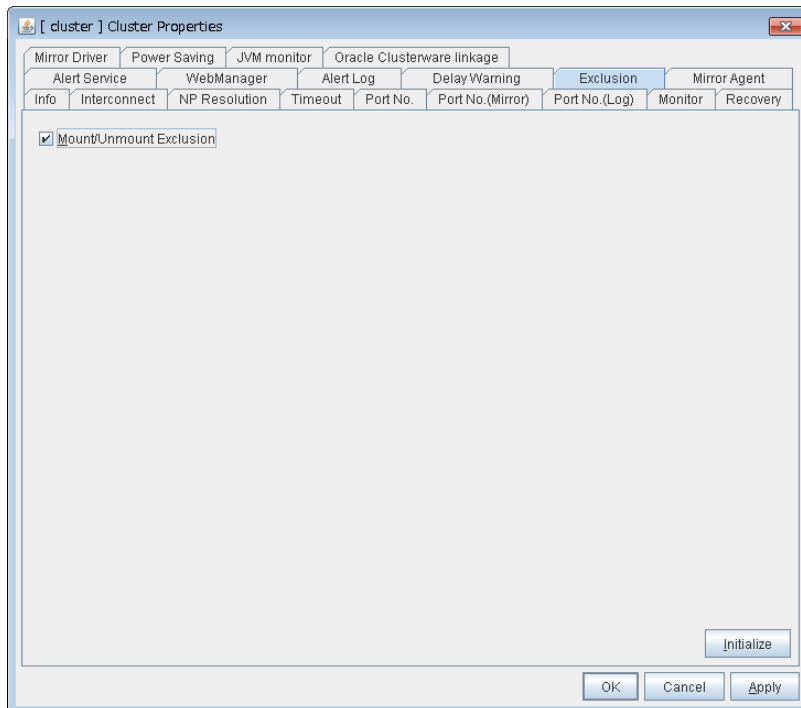 [ cluster ] Cluster Properties
Mirror Driver Power Saving JVM monitor Oracle Clusterware linkage
Alert Service WebManager Alert Log Delay Warning Exclusion Mirror Agent
Info Interconnect NP Resolution Timeout Port No. Port No.(Mirror) Port No.(Log) Monitor Recovery
Mount/Unmount Exclusion
Initialize
OK Cancel Apply